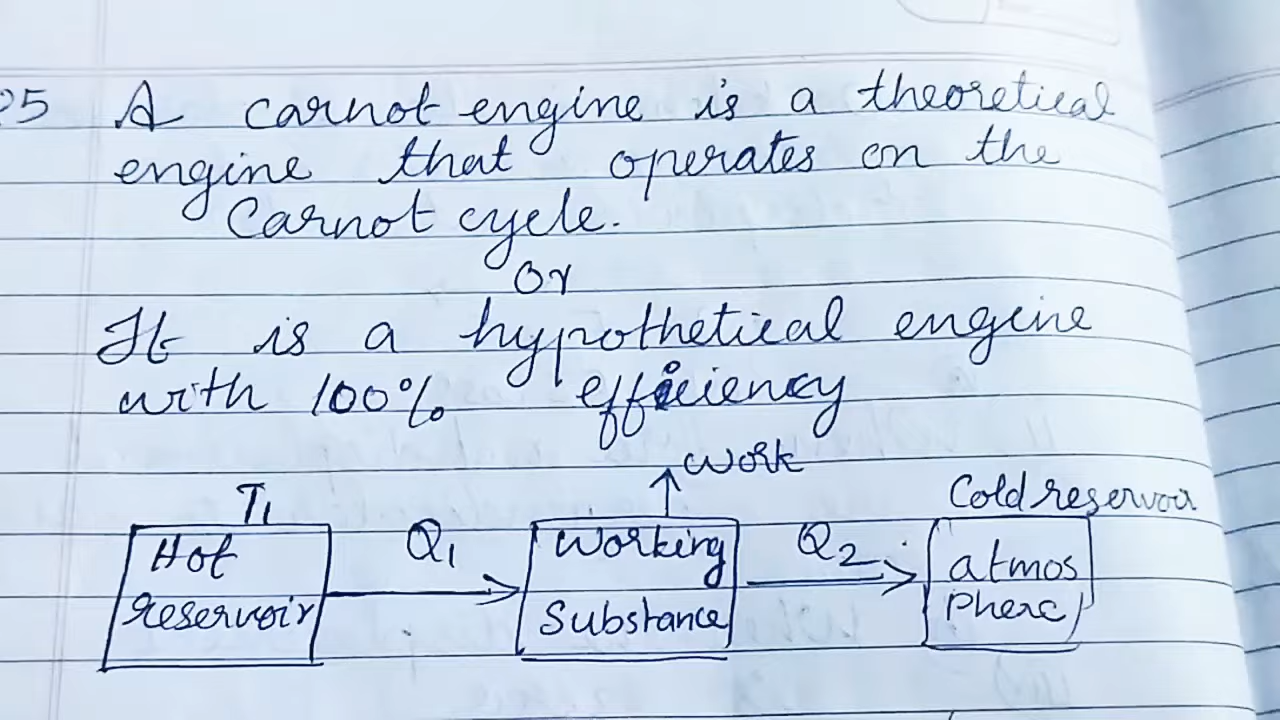 25 A carnot engine is a theoretical
engine that operates on the
Carnot cycle.
or
It is a hypothetical engine
with 100% efficiency
work
T1 Cold reservoir
Hot Q1 Working Q2 atmos
reservoir Substance Phere